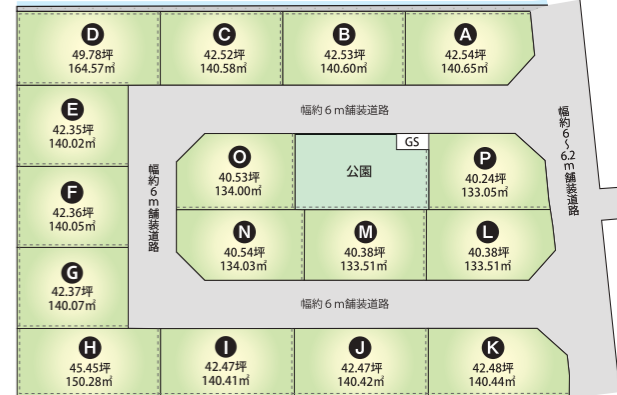 D
49.78坪
164.57㎡
C
42.52坪
140.58㎡
B
42.53坪
140.60㎡
A
42.54坪
140.65㎡
E
42.35坪
140.02㎡
幅約6m舗装道路
幅約6〜6.2m舗装道路
O
40.53坪
134.00㎡
公園
GS
P
40.24坪
133.05㎡
F
42.36坪
140.05㎡
幅約6m舗装道路
N
40.54坪
134.03㎡
M
40.38坪
133.51㎡
L
40.38坪
133.51㎡
G
42.37坪
140.07㎡
幅約6m舗装道路
H
45.45坪
150.28㎡
I
42.47坪
140.41㎡
J
42.47坪
140.42㎡
K
42.48坪
140.44㎡